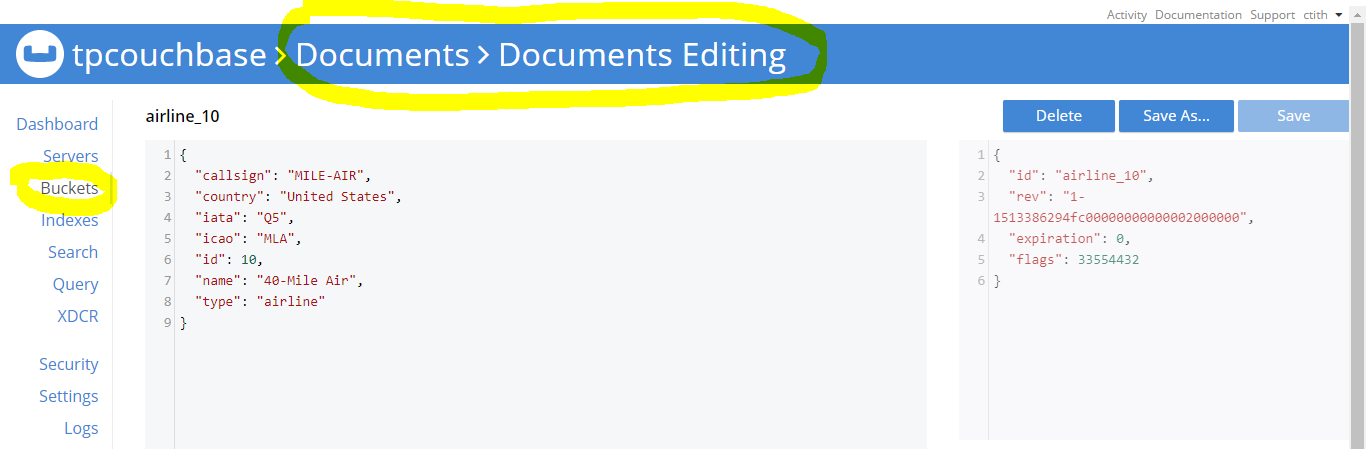 Activity Documentation Support ctith
tpcouchbase > Documents > Documents Editing
Dashboard
Servers
Buckets
Indexes
Search
Query
XDCR
Security
Settings
Logs
airline_10
Delete Save As... Save
1 {
2 "callsign": "MILE-AIR",
3 "country": "United States",
4 "iata": "Q5",
5 "icao": "MLA",
6 "id": 10,
7 "name": "40-Mile Air",
8 "type": "airline"
9 }
1 {
2 "id": "airline_10",
3 "rev": "1-
1513386294fc00000000000002000000",
4 "expiration": 0,
5 "flags": 33554432
6 }